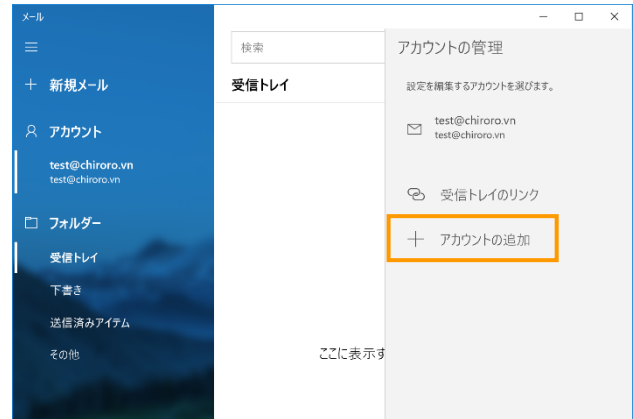 メール
検索
アカウントの管理
新規メール
受信トレイ
設定を編集するアカウントを選びます。
アカウント
test@chiroro.vn
test@chiroro.vn
test@chiroro.vn
test@chiroro.vn
受信トレイのリンク
フォルダー
アカウントの追加
受信トレイ
下書き
送信済みアイテム
その他
ここに表示す